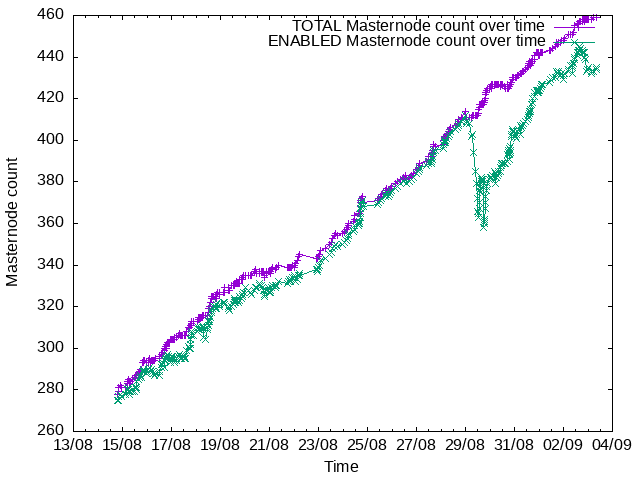 460
440
420
400
380
360
340
320
300
280
260
Masternode count
TOTAL Masternode count over time
ENABLED Masternode count over time
13/08 15/08 17/08 19/08 21/08 23/08 25/08 27/08 29/08 31/08 02/09 04/09
Time